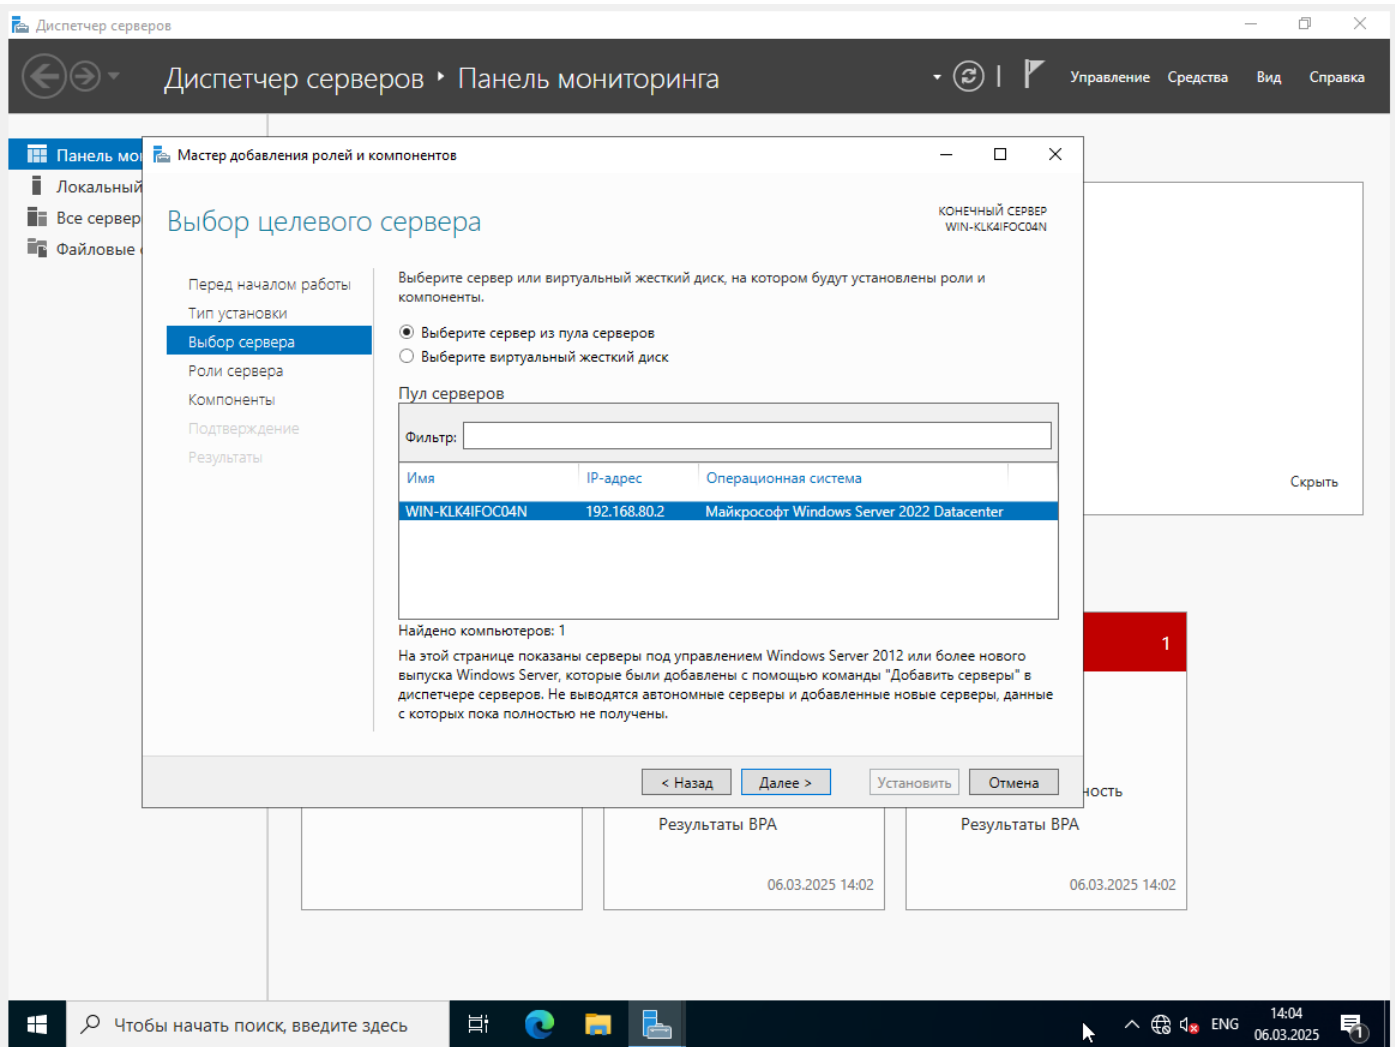 Диспетчер серверов
Диспетчер серверов ‣ Панель мониторинга
Управление Средства Вид Справка
Панель мо
Локальный
Все сервер
Файловые
Мастер добавления ролей и компонентов
Выбор целевого сервера
КОНЕЧНЫЙ СЕРВЕР
WIN-KLK4IFOC04N
Перед началом работы
Тип установки
Выбор сервера
Роли сервера
Компоненты
Подтверждение
Результаты
Выберите сервер или виртуальный жесткий диск, на котором будут установлены роли и
компоненты.
Выберите сервер из пула серверов
Выберите виртуальный жесткий диск
Пул серверов
Фильтр:
Имя IP-адрес Операционная система
WIN-KLK4IFOC04N 192.168.80.2 Майкрософт Windows Server 2022 Datacenter
Найдено компьютеров: 1
На этой странице показаны серверы под управлением Windows Server 2012 или более нового
выпуска Windows Server, которые были добавлены с помощью команды "Добавить серверы" в
диспетчере серверов. Не выводятся автономные серверы и добавленные новые серверы, данные
с которых пока полностью не получены.
< Назад Далее > Установить Отмена
Скрыть
1
ность
Результаты BPA Результаты BPA
06.03.2025 14:02 06.03.2025 14:02
Чтобы начать поиск, введите здесь
ENG
14:04
06.03.2025
1